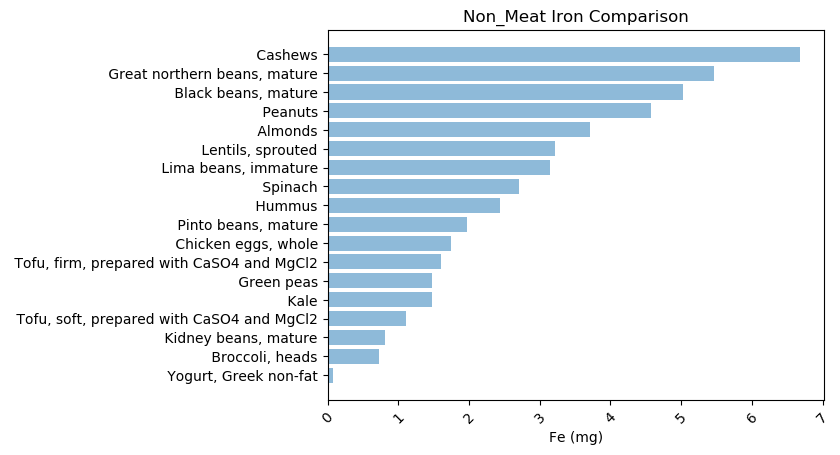 Non_Meat Iron Comparison
Cashews
Great northern beans, mature
Black beans, mature
Peanuts
Almonds
Lentils, sprouted
Lima beans, immature
Spinach
Hummus
Pinto beans, mature
Chicken eggs, whole
Tofu, firm, prepared with CaSO4 and MgCl2
Green peas
Kale
Tofu, soft, prepared with CaSO4 and MgCl2
Kidney beans, mature
Broccoli, heads
Yogurt, Greek non-fat
0 1 2 3 4 5 6 7
Fe (mg)